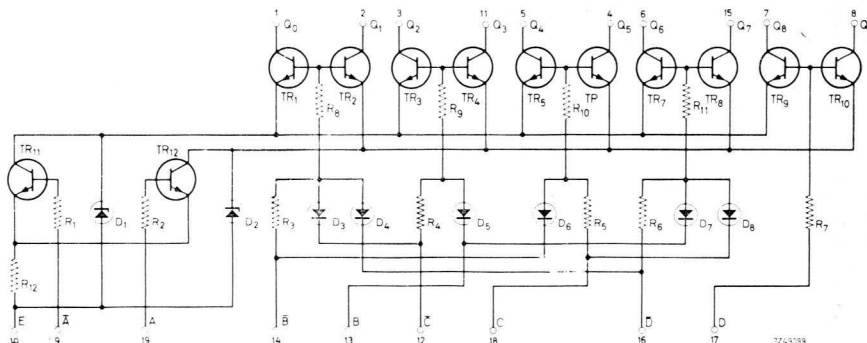 1 2 3 11 5 4 6 15 7 8
Q0 Q1 Q2 Q3 Q4 Q5 Q6 Q7 Q8 Q
TR1 TR2 TR3 TR4 TR5 TP TR7 TR8 TR9 TR10
R8 R9 R10 R11
TR11 TR12
R1 D1 R2 D2 R3 D3 D4 R4 D5 D6 R5 R6 D7 D8 R7
R12
E Ā A B̄ B C̄ C D̄ D
9 19 14 13 12 18 16 17